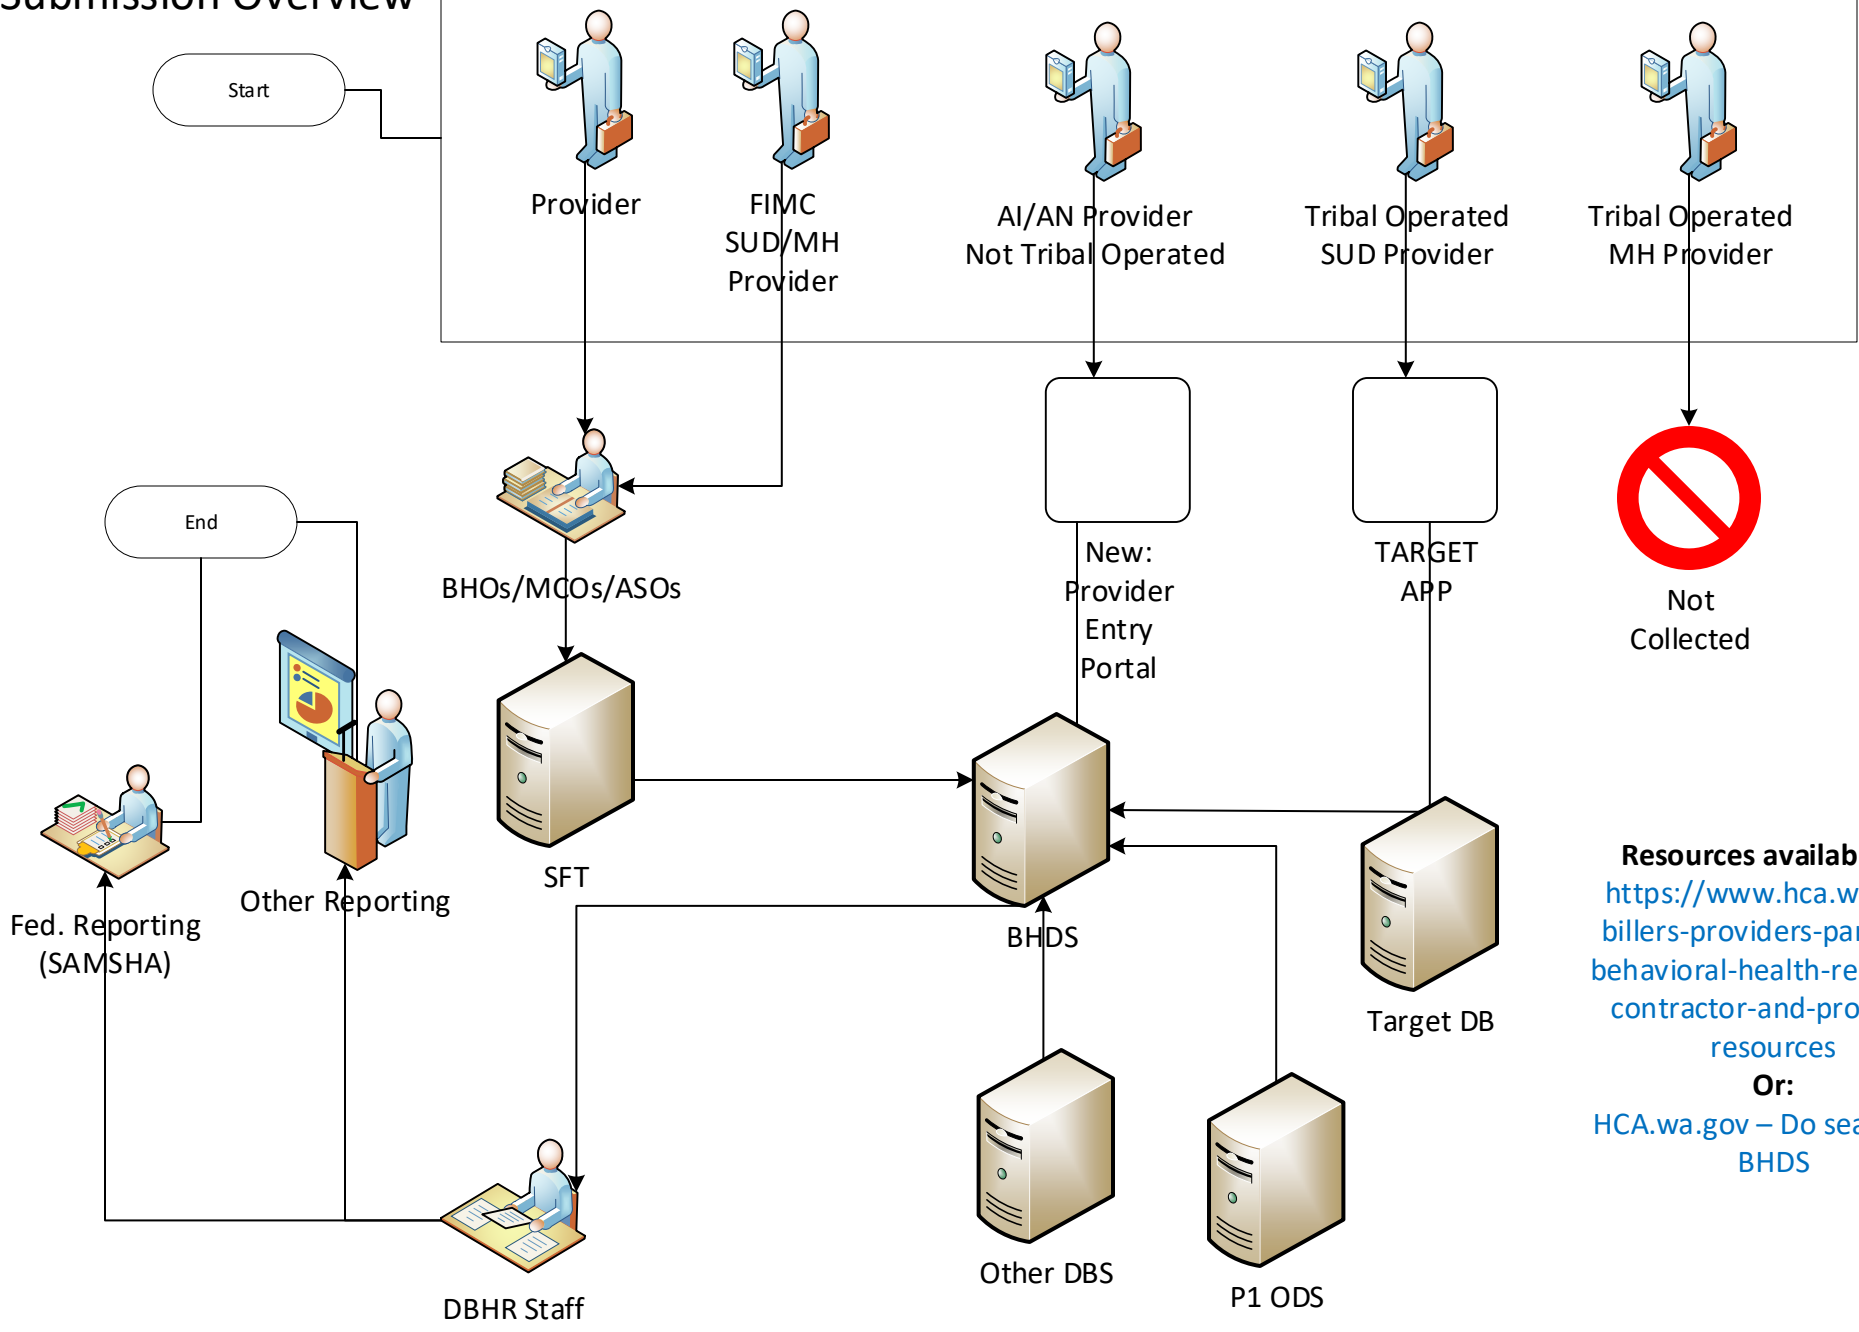 Submission Overview
Start
Provider
FIMC
SUD/MH
Provider
AI/AN Provider
Not Tribal Operated
Tribal Operated
SUD Provider
Tribal Operated
MH Provider
End
BHOs/MCOs/ASOs
New:
Provider
Entry
Portal
TARGET
APP
Not
Collected
SFT
Other Reporting
Fed. Reporting
(SAMSHA)
BHDS
Target DB
Resources availab
https://www.hca.w
billers-providers-par
behavioral-health-re
contractor-and-pro
resources
Or:
HCA.wa.gov – Do sea
BHDS
Other DBS
P1 ODS
DBHR Staff